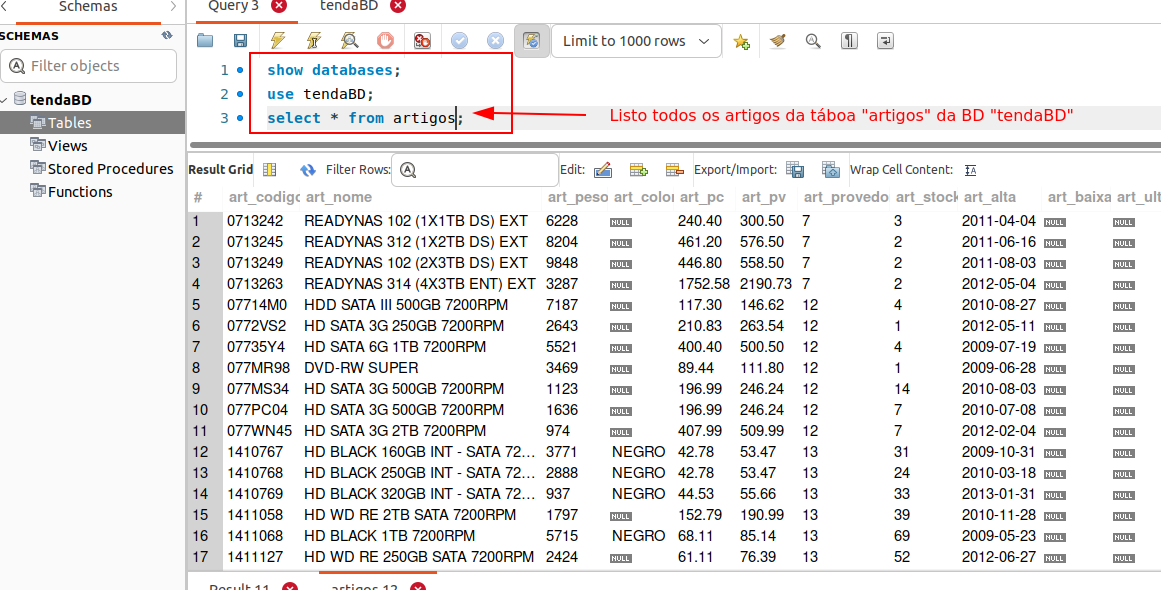 Schemas Query 3 tendaBD
SCHEMAS
Filter objects
tendaBD
Tables
Views
Stored Procedures
Functions
Limit to 1000 rows
1 show databases;
2 use tendaBD;
3 select * from artigos; Listo todos os artigos da táboa "artigos" da BD "tendaBD"
Result Grid Filter Rows: Edit: Export/Import: Wrap Cell Content:
# art_codigo art_nome art_peso art_color art_pc art_pv art_provedo art_stock art_alta art_baixa art_ult
1 0713242 READYNAS 102 (1X1TB DS) EXT 6228 NULL 240.40 300.50 7 3 2011-04-04 NULL NULL
2 0713245 READYNAS 312 (1X2TB DS) EXT 8204 NULL 461.20 576.50 7 2 2011-06-16 NULL NULL
3 0713249 READYNAS 102 (2X3TB DS) EXT 9848 NULL 446.80 558.50 7 2 2011-08-03 NULL NULL
4 0713263 READYNAS 314 (4X3TB ENT) EXT 3287 NULL 1752.58 2190.73 7 2 2012-05-04 NULL NULL
5 07714M0 HDD SATA III 500GB 7200RPM 7187 NULL 117.30 146.62 12 4 2010-08-27 NULL NULL
6 0772VS2 HD SATA 3G 250GB 7200RPM 2643 NULL 210.83 263.54 12 1 2012-05-11 NULL NULL
7 07735Y4 HD SATA 6G 1TB 7200RPM 5521 NULL 400.40 500.50 12 4 2009-07-19 NULL NULL
8 077MR98 DVD-RW SUPER 3469 NULL 89.44 111.80 12 1 2009-06-28 NULL NULL
9 077MS34 HD SATA 3G 500GB 7200RPM 1123 NULL 196.99 246.24 12 14 2010-08-03 NULL NULL
10 077PC04 HD SATA 3G 500GB 7200RPM 1636 NULL 196.99 246.24 12 7 2010-07-08 NULL NULL
11 077WN45 HD SATA 3G 2TB 7200RPM 974 NULL 407.99 509.99 12 7 2012-02-04 NULL NULL
12 1410767 HD BLACK 160GB INT - SATA 72... 3771 NEGRO 42.78 53.47 13 31 2009-10-31 NULL NULL
13 1410768 HD BLACK 250GB INT - SATA 72... 2888 NEGRO 42.78 53.47 13 24 2010-03-18 NULL NULL
14 1410769 HD BLACK 320GB INT - SATA 72... 937 NEGRO 44.53 55.66 13 33 2013-01-31 NULL NULL
15 1411058 HD WD RE 2TB SATA 7200RPM 1797 NULL 152.79 190.99 13 39 2010-11-28 NULL NULL
16 1411068 HD BLACK 1TB 7200RPM 5715 NEGRO 68.11 85.14 13 69 2009-05-23 NULL NULL
17 1411127 HD WD RE 250GB SATA 7200RPM 2424 NULL 61.11 76.39 13 52 2012-06-27 NULL NULL
Result 11 artigos 12